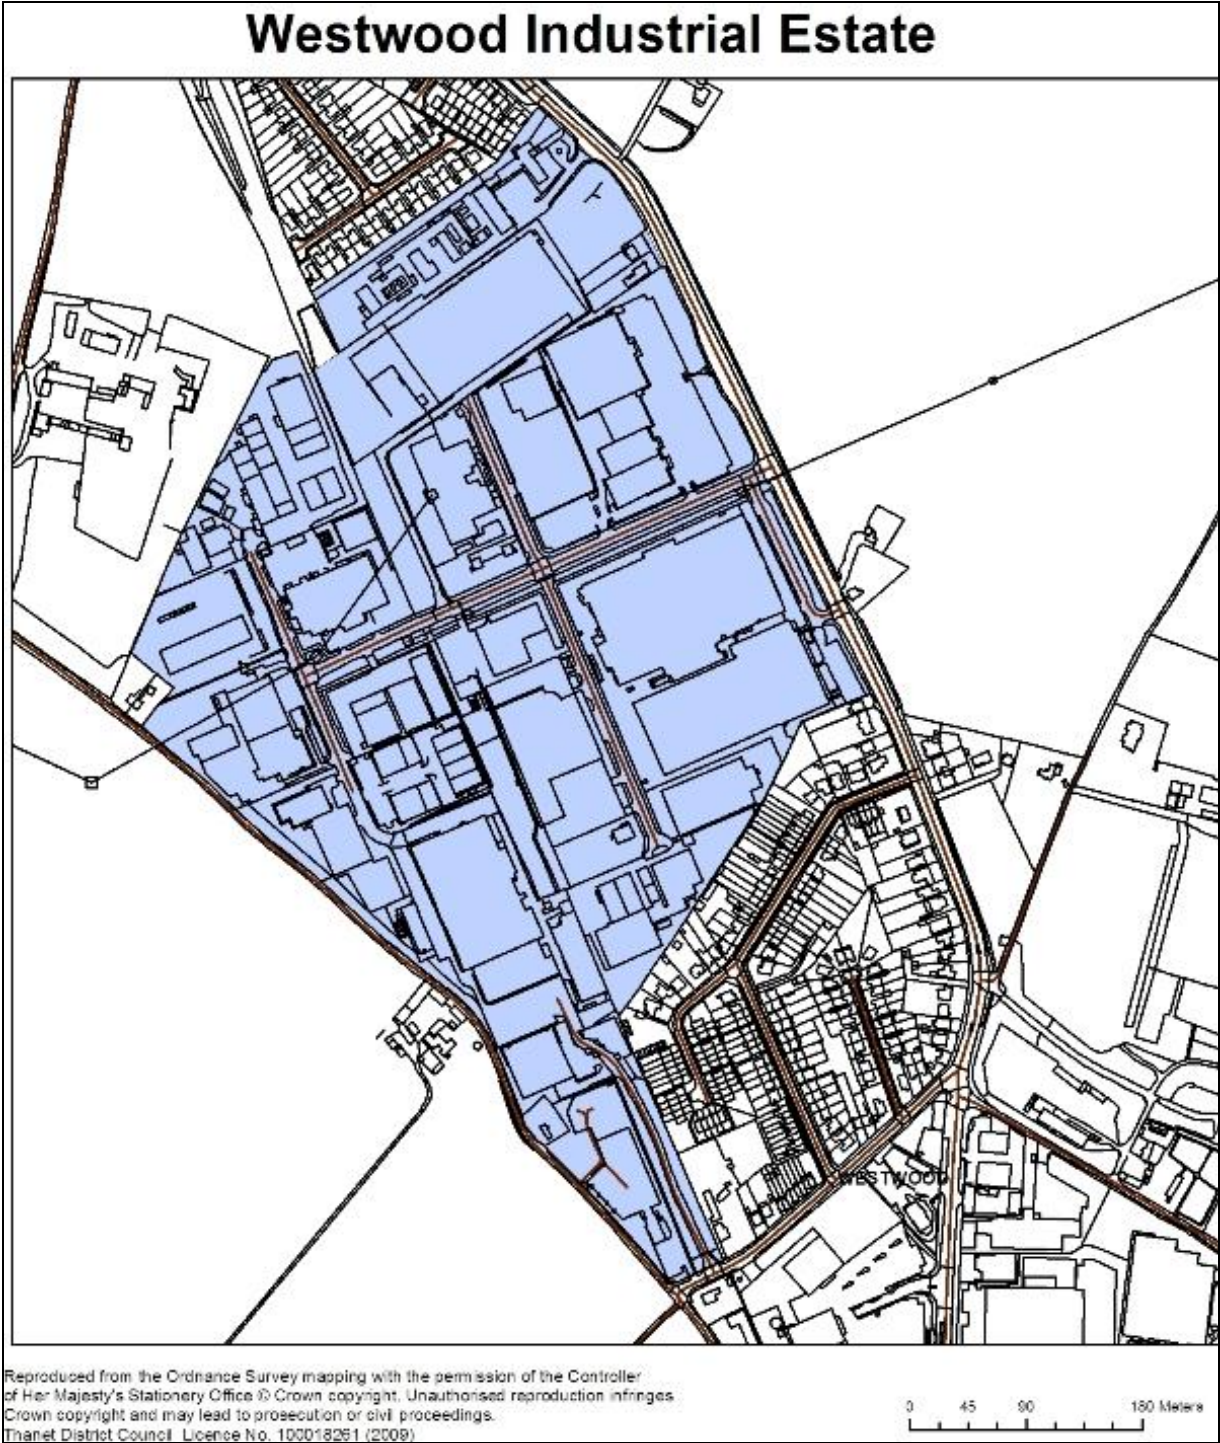 Westwood Industrial Estate
WESTWOOD
Reproduced from the Ordnance Survey mapping with the permission of the Controller
of Her Majesty's Stationery Office © Crown copyright. Unauthorised reproduction infringes
Crown copyright and may lead to prosecution or civil proceedings.
Thanet District Council Licence No. 100018261 (2009)
0 45 90 180 Meters